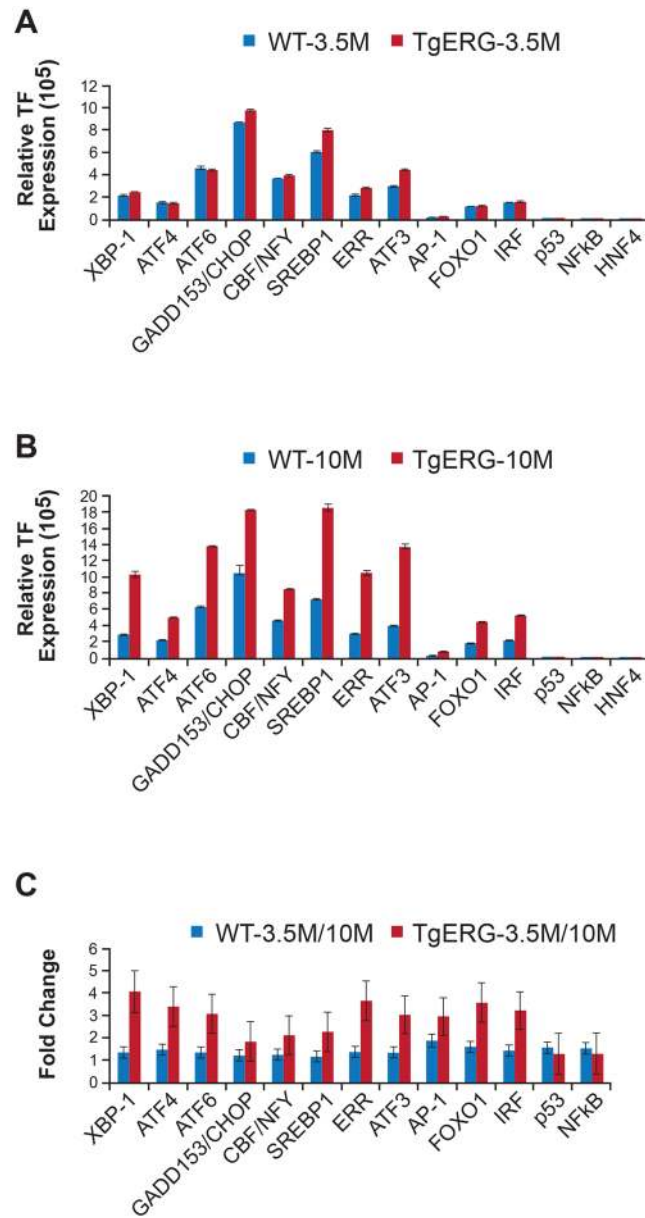 A
WT-3.5M TgERG-3.5M
Relative TF
Expression (10⁵)
12
10
8
6
4
2
0
XBP-1 ATF4 ATF6 GADD153/CHOP CBF/NFY SREBP1 ERR ATF3 AP-1 FOXO1 IRF p53 NFkB HNF4
B
WT-10M TgERG-10M
Relative TF
Expression (10⁵)
20
18
16
14
12
10
8
6
4
2
0
XBP-1 ATF4 ATF6 GADD153/CHOP CBF/NFY SREBP1 ERR ATF3 AP-1 FOXO1 IRF p53 NFkB HNF4
C
WT-3.5M/10M TgERG-3.5M/10M
Fold Change
6
5
4
3
2
1
0
XBP-1 ATF4 ATF6 GADD153/CHOP CBF/NFY SREBP1 ERR ATF3 AP-1 FOXO1 IRF p53 NFkB